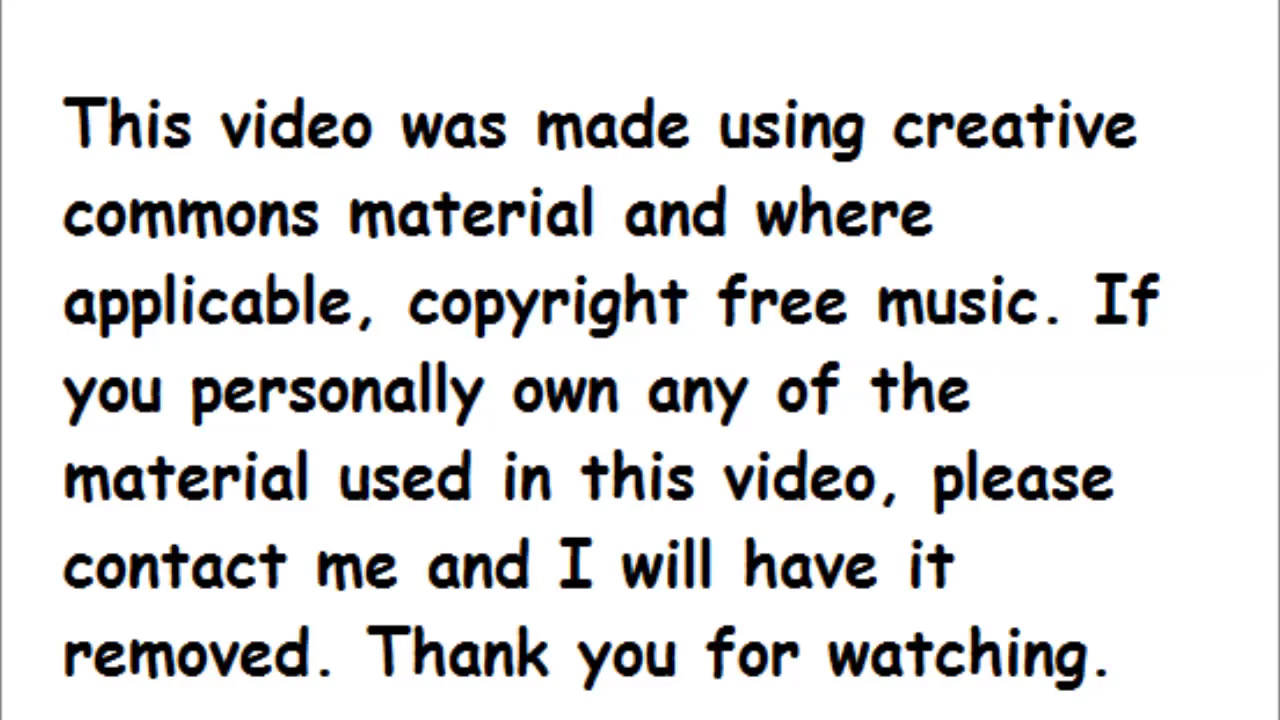 This video was made using creative
commons material and where
applicable, copyright free music. If
you personally own any of the
material used in this video, please
contact me and I will have it
removed. Thank you for watching.